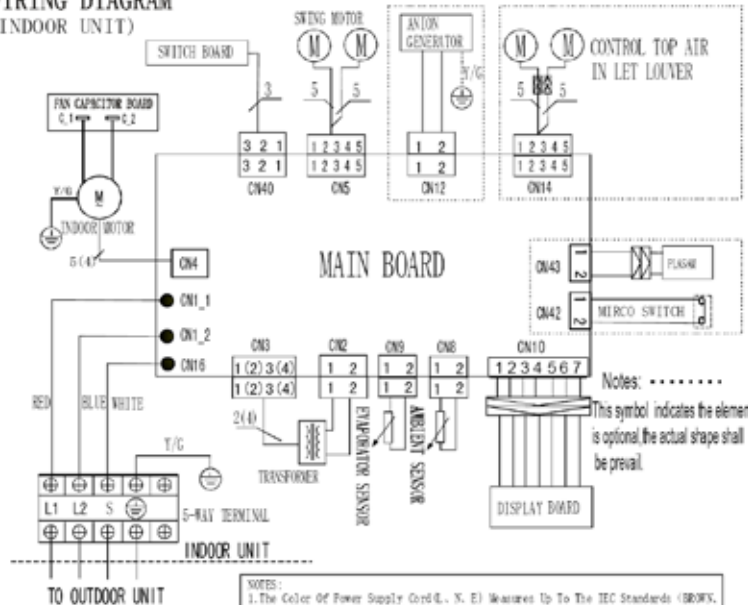 WIRING DIAGRAM
(INDOOR UNIT)
SWING MOTOR
M M
SWITCH BOARD
3
5 5
ANION
GENERATOR
Y/G
M M
CONTROL TOP AIR
IN LET LOUVER
5 5
FAN CAPACITOR BOARD
C_1 C_2
3 2 1
3 2 1
CN40
1 2 3 4 5
1 2 3 4 5
CN5
1 2
1 2
CN12
1 2 3 4 5
1 2 3 4 5
CN14
Y/G
M
INDOOR MOTOR
5(4)
CN4
MAIN BOARD
CN43
1 2
PLASAM
CN42
1 2
MIRCO SWITCH
CN1_1
CN1_2
CN16
CN3
1(2)3(4)
1(2)3(4)
CN2
1 2
1 2
CN9
1 2
1 2
CN8
1 2
1 2
CN10
1 2 3 4 5 6 7
RED
BLUE
WHITE
2(4)
TRANSFORMER
EVAPORATOR SENSOR
AMBIENT SENSOR
Notes:
This symbol indicates the elemen
is optional,the actual shape shall
be prevail.
DISPLAY BOARD
Y/G
L1 L2 S
5-WAY TERMINAL
INDOOR UNIT
TO OUTDOOR UNIT
NOTES:
1.The Color Of Power Supply Cord(L. N. E) Measures Up To The IEC Standards (BROWN,